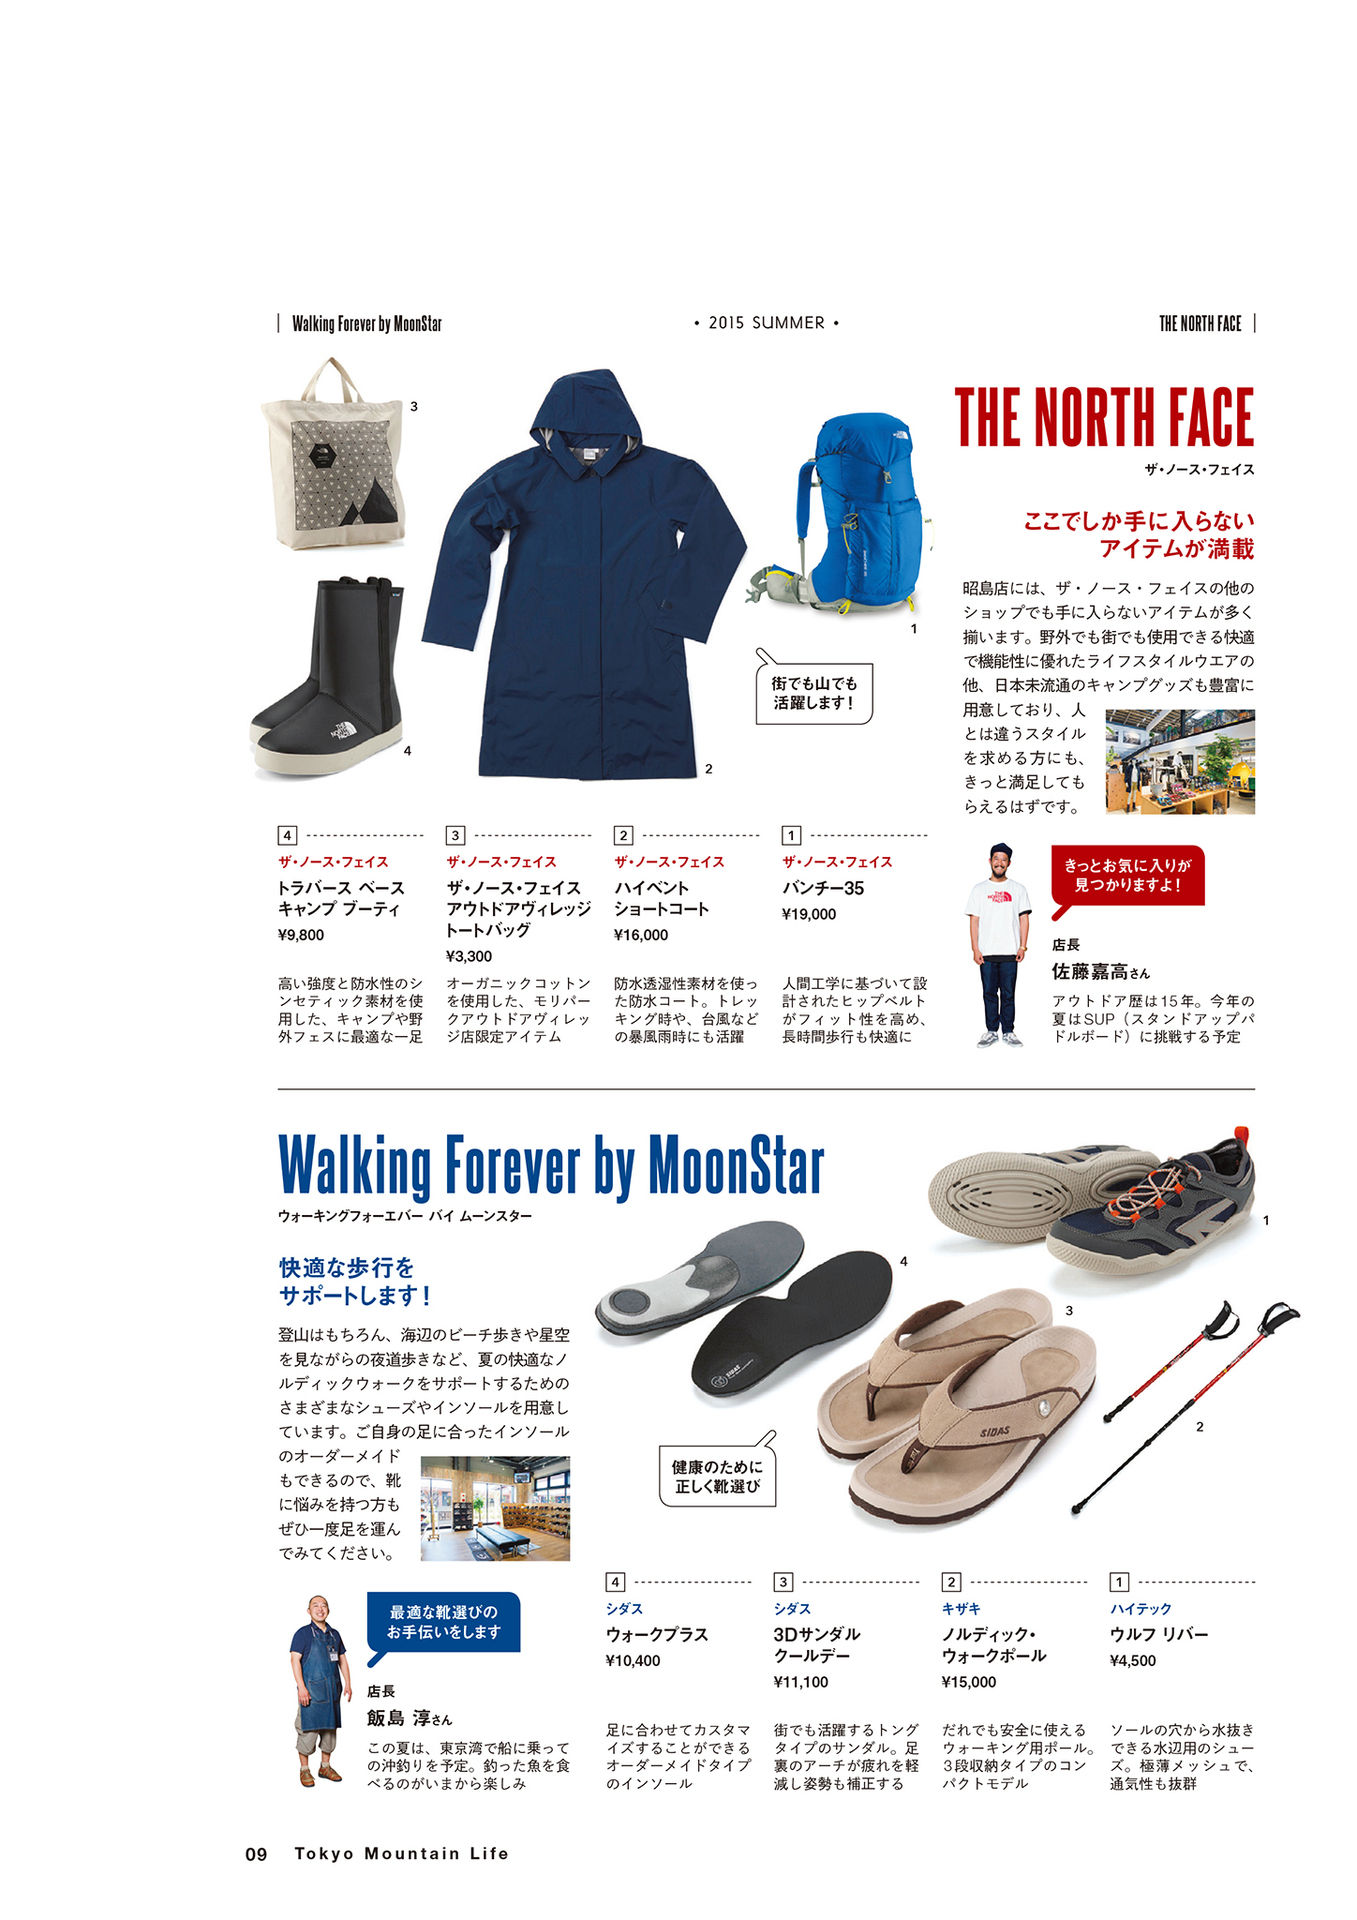 Walking Forever by MoonStar
• 2015 SUMMER •
THE NORTH FACE
THE NORTH FACE
ザ・ノース・フェイス
ここでしか手に入らない
アイテムが満載
昭島店には、ザ・ノース・フェイスの他の
ショップでも手に入らないアイテムが多く
揃います。野外でも街でも使用できる快適
で機能性に優れたライフスタイルウエアの
他、日本未流通のキャンプグッズも豊富に
用意しており、人
とは違うスタイル
を求める方にも、
きっと満足しても
らえるはずです。
3
4
2
1
街でも山でも
活躍します！
THE
NORTH
FACE
きっとお気に入りが
見つかりますよ！
店長
佐藤嘉高さん
アウトドア歴は15年。今年の
夏はSUP（スタンドアップパ
ドルボード）に挑戦する予定
1
ザ・ノース・フェイス
バンチー35
¥19,000
人間工学に基づいて設
計されたヒップベルト
がフィット性を高め、
長時間歩行も快適に
2
ザ・ノース・フェイス
ハイベント
ショートコート
¥16,000
防水透湿性素材を使っ
た防水コート。トレッ
キング時や、台風など
の暴風雨時にも活躍
3
ザ・ノース・フェイス
アウトドアヴィレッジ
トートバッグ
¥3,300
オーガニックコットン
を使用した、モリパー
クアウトドアヴィレッ
ジ店限定アイテム
4
ザ・ノース・フェイス
トラバース ベース
キャンプ ブーティ
¥9,800
高い強度と防水性のシ
ンセティック素材を使
用した、キャンプや野
外フェスに最適な一足
Walking Forever by MoonStar
ウォーキングフォーエバー バイ ムーンスター
快適な歩行を
サポートします！
登山はもちろん、海辺のビーチ歩きや星空
を見ながらの夜道歩きなど、夏の快適なノ
ルディックウォークをサポートするための
さまざまなシューズやインソールを用意し
ています。ご自身の足に合ったインソール
のオーダーメイド
もできるので、靴
に悩みを持つ方も
ぜひ一度足を運ん
でみてください。
1
4
3
2
SIDAS
SIDAS
健康のために
正しく靴選び
最適な靴選びの
お手伝いをします
店長
飯島 淳さん
この夏は、東京湾で船に乗って
の沖釣りを予定。釣った魚を食
べるのがいまから楽しみ
1
ハイテック
ウルフ リバー
¥4,500
ソールの穴から水抜き
できる水辺用のシュー
ズ。極薄メッシュで、
通気性も抜群
2
キザキ
ノルディック・
ウォークポール
¥15,000
だれでも安全に使える
ウォーキング用ポール。
3段収納タイプのコン
パクトモデル
3
シダス
3Dサンダル
クールデー
¥11,100
街でも活躍するトング
タイプのサンダル。足
裏のアーチが疲れを軽
減し姿勢も補正する
4
シダス
ウォークプラス
¥10,400
足に合わせてカスタマ
イズすることができる
オーダーメイドタイプ
のインソール
09 Tokyo Mountain Life